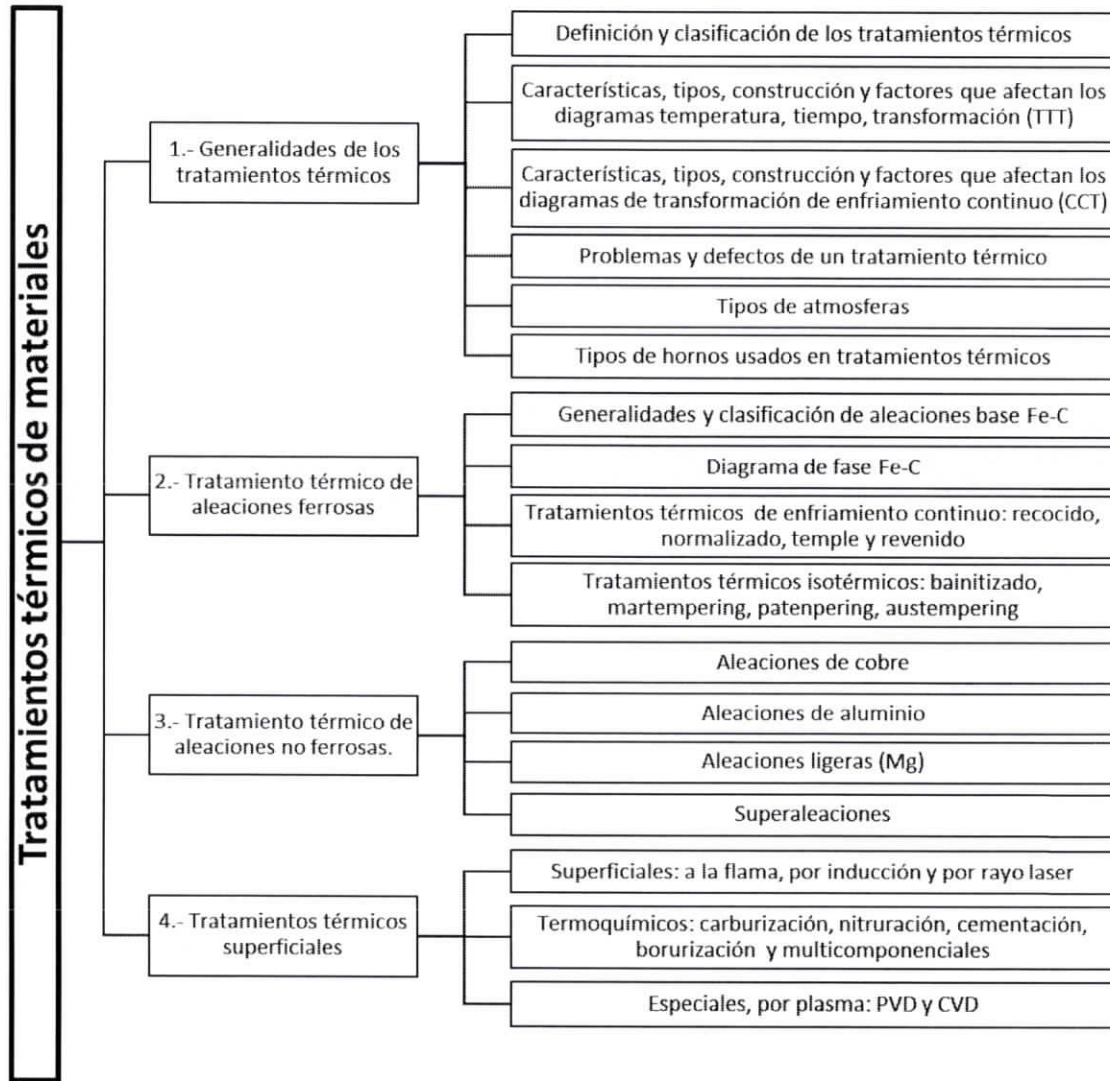 Tratamientos térmicos de materiales
1.- Generalidades de los
tratamientos térmicos
Definición y clasificación de los tratamientos térmicos
Características, tipos, construcción y factores que afectan los
diagramas temperatura, tiempo, transformación (TTT)
Características, tipos, construcción y factores que afectan los
diagramas de transformación de enfriamiento continuo (CCT)
Problemas y defectos de un tratamiento térmico
Tipos de atmosferas
Tipos de hornos usados en tratamientos térmicos
2.- Tratamiento térmico de
aleaciones ferrosas
Generalidades y clasificación de aleaciones base Fe-C
Diagrama de fase Fe-C
Tratamientos térmicos de enfriamiento continuo: recocido,
normalizado, temple y revenido
Tratamientos térmicos isotérmicos: bainitizado,
martempering, patenpering, austempering
3.- Tratamiento térmico de
aleaciones no ferrosas.
Aleaciones de cobre
Aleaciones de aluminio
Aleaciones ligeras (Mg)
Superaleaciones
4.- Tratamientos térmicos
superficiales
Superficiales: a la flama, por inducción y por rayo laser
Termoquímicos: carburización, nitruración, cementación,
borurización y multicomponenciales
Especiales, por plasma: PVD y CVD